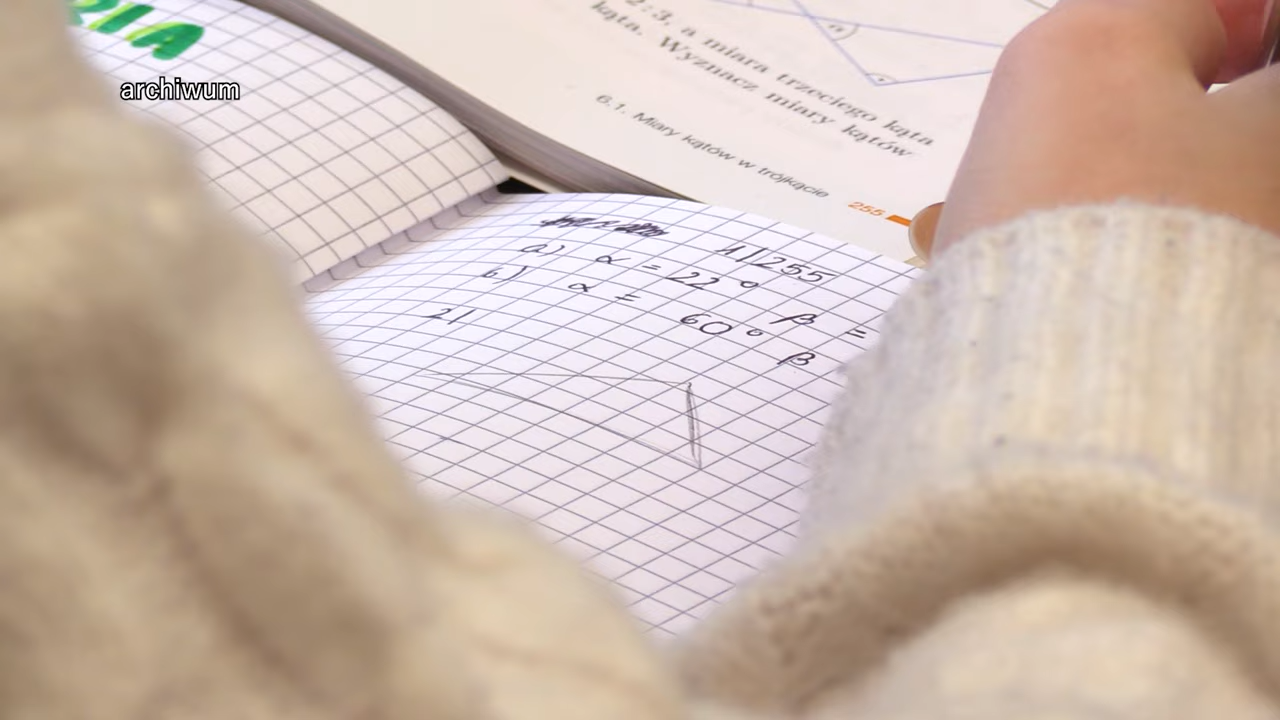 archiwum
2:3, a miara trzeciego kąta
kąta. Wyznacz miary kątów
6.1. Miary kątów w trójkącie
255
1/255
a) α = 22° β =
b) α = 60° β
2/